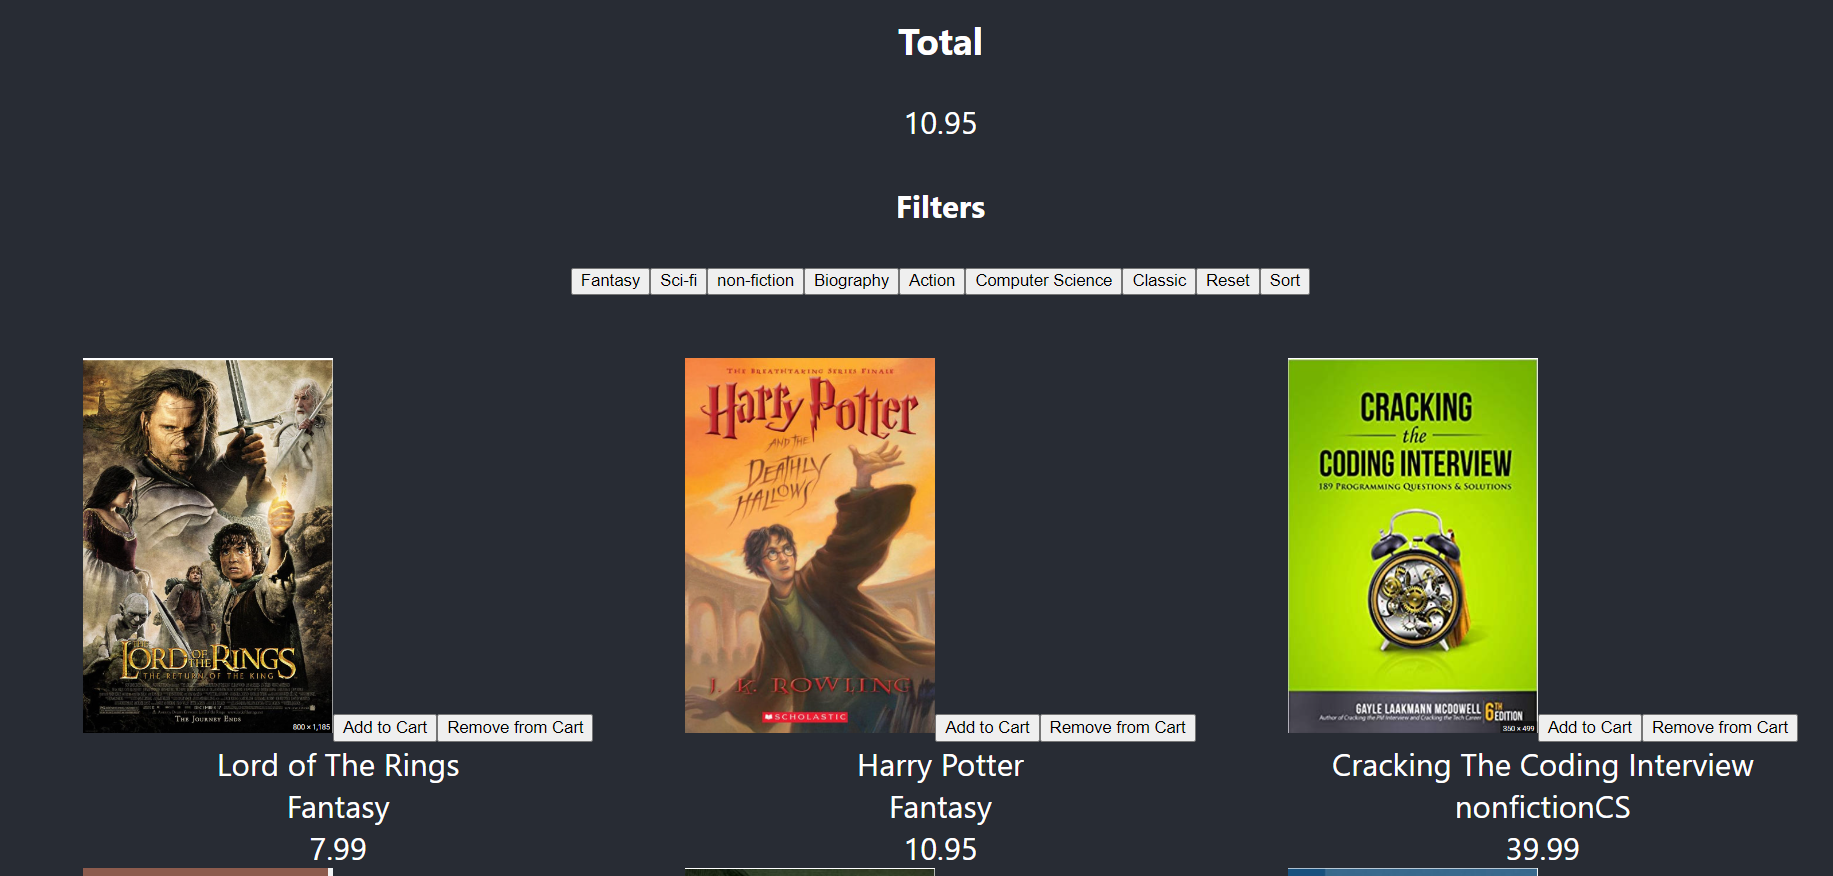 Total
10.95
Filters
Fantasy Sci-fi non-fiction Biography Action Computer Science Classic Reset Sort
THE LORD OF THE RINGS
THE RETURN OF THE KING
THE JOURNEY ENDS
800 × 1,185
Add to Cart Remove from Cart
Lord of The Rings
Fantasy
7.99
THE BREATHTAKING SERIES FINALE
Harry Potter
AND THE
DEATHLY
HALLOWS
J. K. ROWLING
SCHOLASTIC
Add to Cart Remove from Cart
Harry Potter
Fantasy
10.95
CRACKING
the
CODING INTERVIEW
189 PROGRAMMING QUESTIONS & SOLUTIONS
GAYLE LAAKMANN MCDOWELL
Author of Cracking the PM Interview and Cracking the Tech Career
6TH EDITION
350 × 499
Add to Cart Remove from Cart
Cracking The Coding Interview
nonfictionCS
39.99